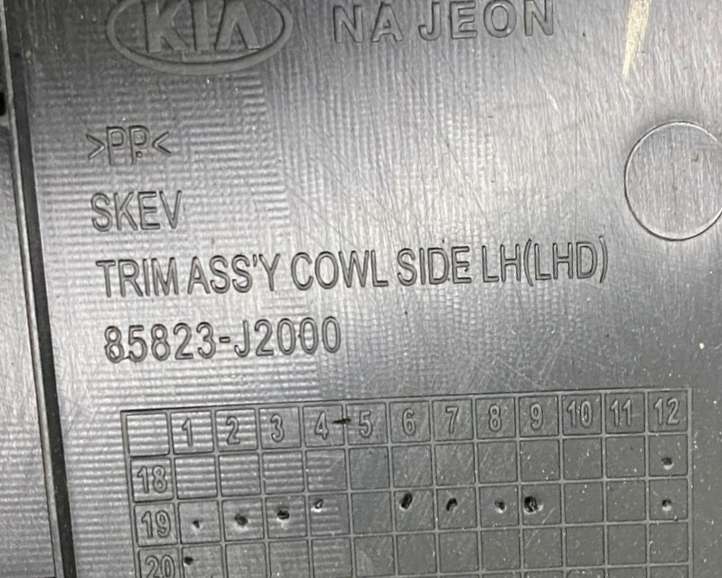 KIA NA JEON
>PP<
SKEV
TRIM ASS'Y COWL SIDE LH(LHD)
85823-J2000
1 2 3 4 5 6 7 8 9 10 11 12
18
19
20